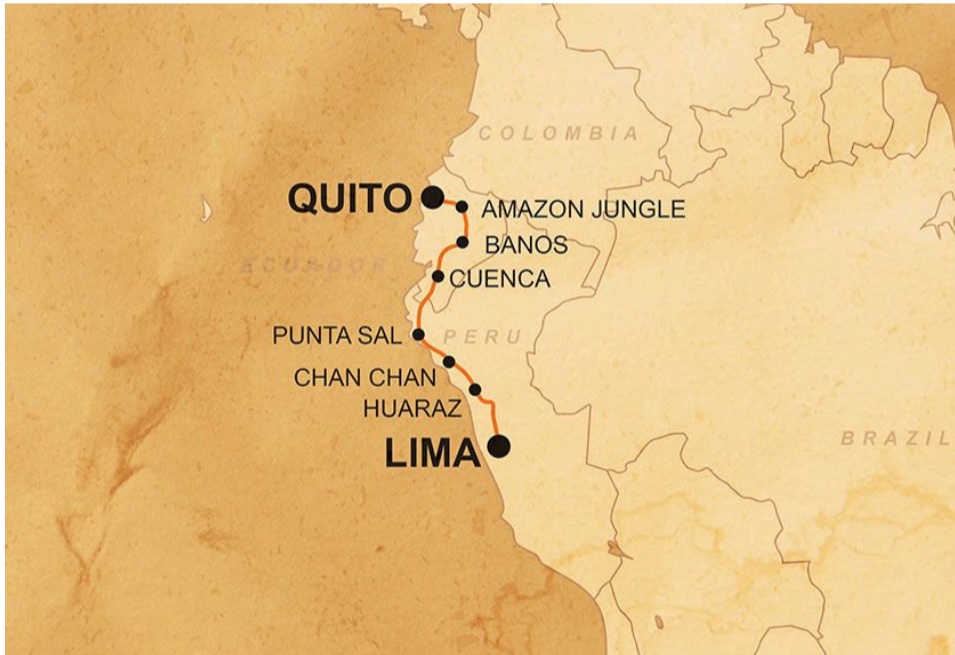 COLOMBIA
QUITO
AMAZON JUNGLE
BANOS
ECUADOR
CUENCA
PUNTA SAL
PERU
CHAN CHAN
HUARAZ
BRAZIL
LIMA